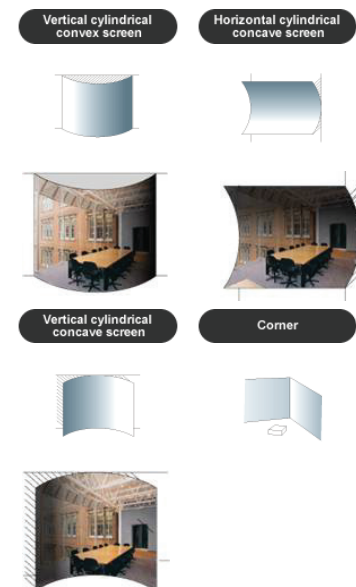 Vertical cylindrical
convex screen
Horizontal cylindrical
concave screen
Vertical cylindrical
concave screen
Corner